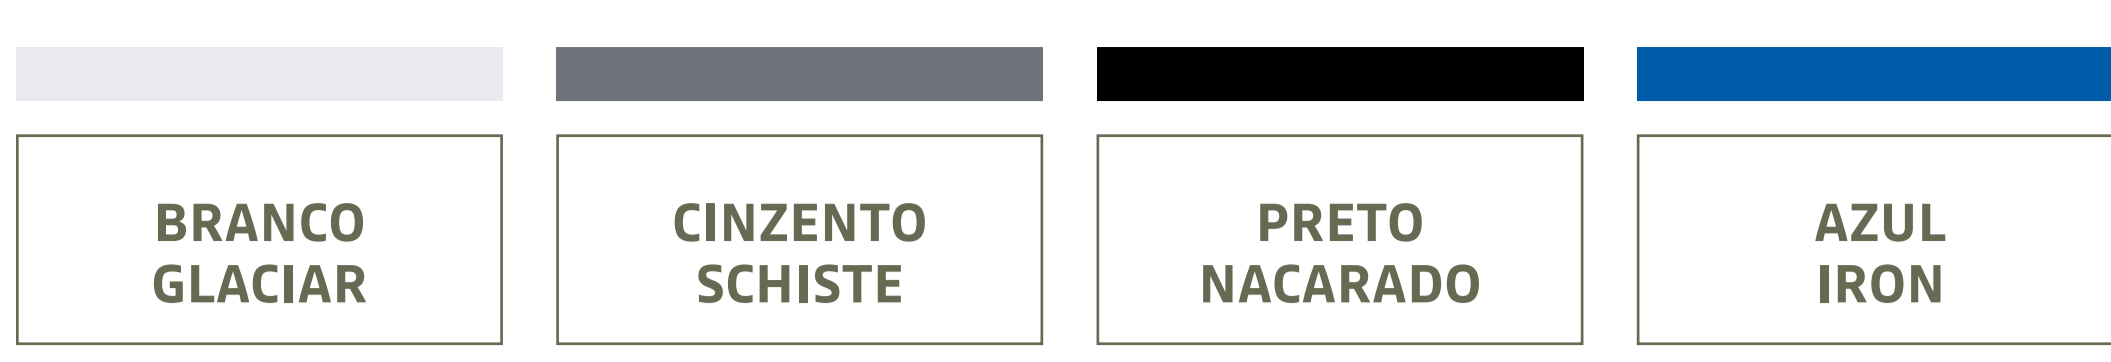 BRANCO
GLACIAR
CINZENTO
SCHISTE
PRETO
NACARADO
AZUL
IRON